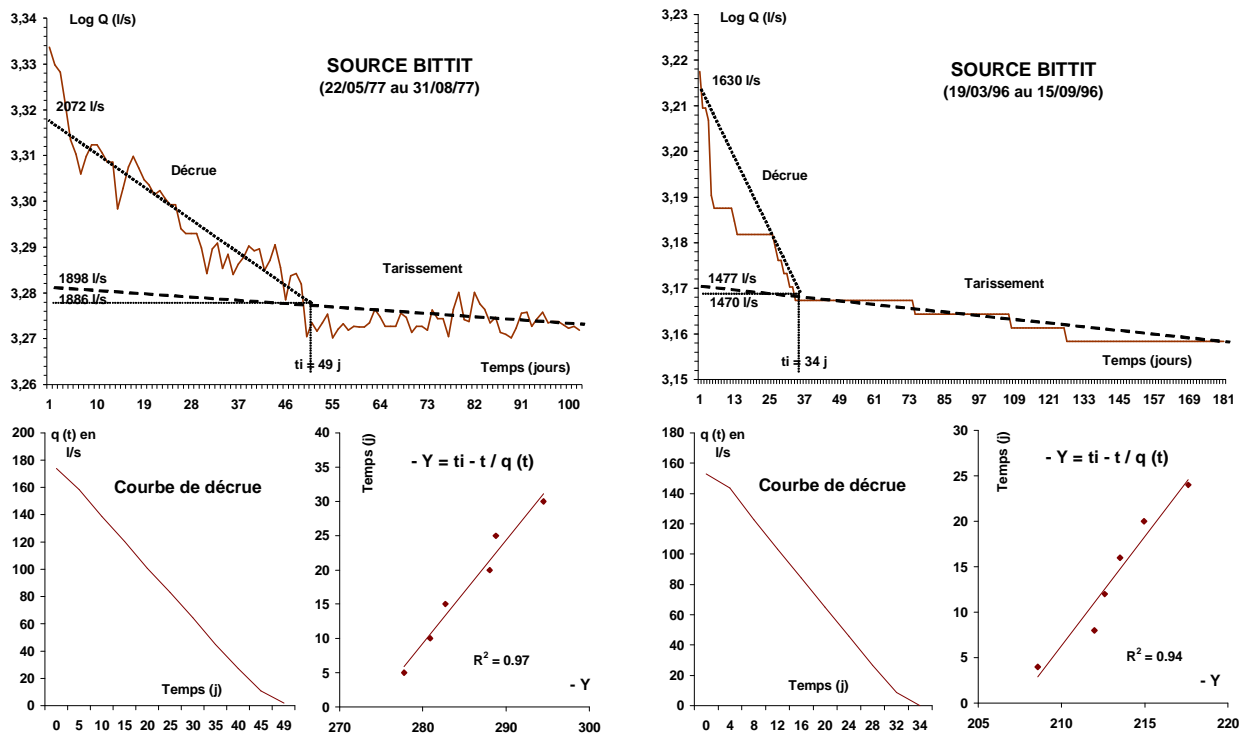 Log Q (l/s)
3,34
3,33
3,32
3,31
3,30
3,29
3,28
3,27
3,26
SOURCE BITTIT
(22/05/77 au 31/08/77)
2072 l/s
Décrue
1898 l/s
1886 l/s
Tarissement
ti = 49 j
Temps (jours)
1 10 19 28 37 46 55 64 73 82 91 100
Log Q (l/s)
3,23
3,22
3,21
3,20
3,19
3,18
3,17
3,16
3,15
SOURCE BITTIT
(19/03/96 au 15/09/96)
1630 l/s
Décrue
1477 l/s
1470 l/s
Tarissement
ti = 34 j
Temps (jours)
1 13 25 37 49 61 73 85 97 109 121 133 145 157 169 181
q (t) en
l/s
200
180
160
140
120
100
80
60
40
20
0
Courbe de décrue
Temps (j)
0 5 10 15 20 25 30 35 40 45 49
Temps (j)
40
35
30
25
20
15
10
5
0
- Y = ti - t / q (t)
R2 = 0.97
- Y
270 280 290 300
q (t) en
l/s
180
160
140
120
100
80
60
40
20
0
Courbe de décrue
Temps (j)
0 4 8 12 16 20 24 28 32 34
Temps (j)
30
25
20
15
10
5
0
- Y = ti - t / q (t)
R2 = 0.94
- Y
205 210 215 220